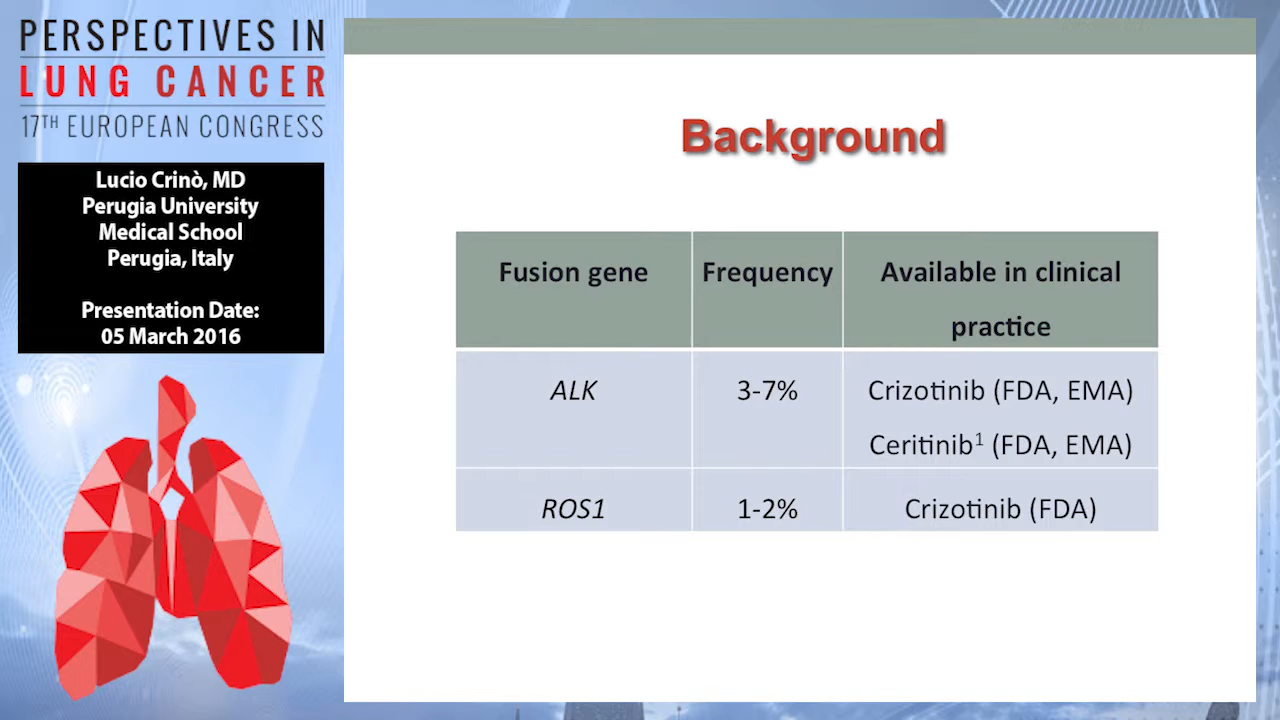 PERSPECTIVES IN
LUNG CANCER
17TH EUROPEAN CONGRESS
Lucio Crinò, MD
Perugia University
Medical School
Perugia, Italy
Presentation Date:
05 March 2016
Background
Fusion gene
Frequency
Available in clinical
practice
ALK
3-7%
Crizotinib (FDA, EMA)
Ceritinib¹ (FDA, EMA)
ROS1
1-2%
Crizotinib (FDA)